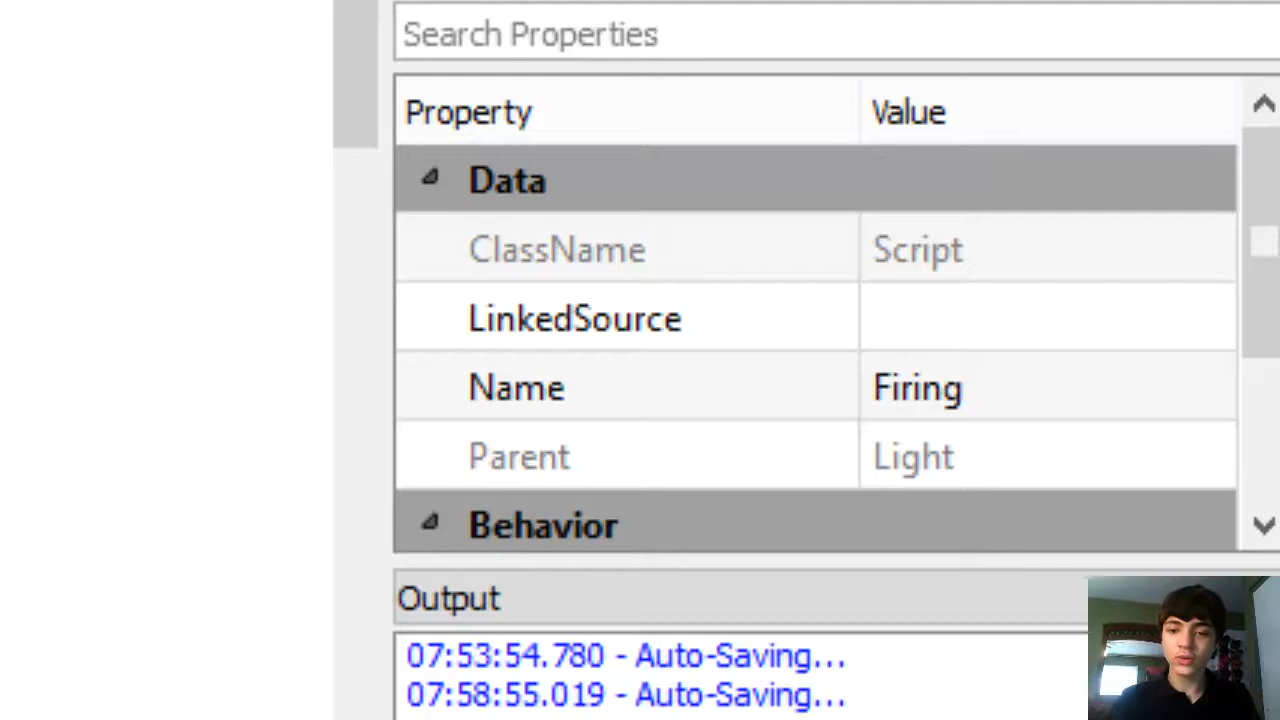 Search Properties
Property Value
Data
ClassName Script
LinkedSource
Name Firing
Parent Light
Behavior
Output
07:53:54.780 - Auto-Saving...
07:58:55.019 - Auto-Saving...